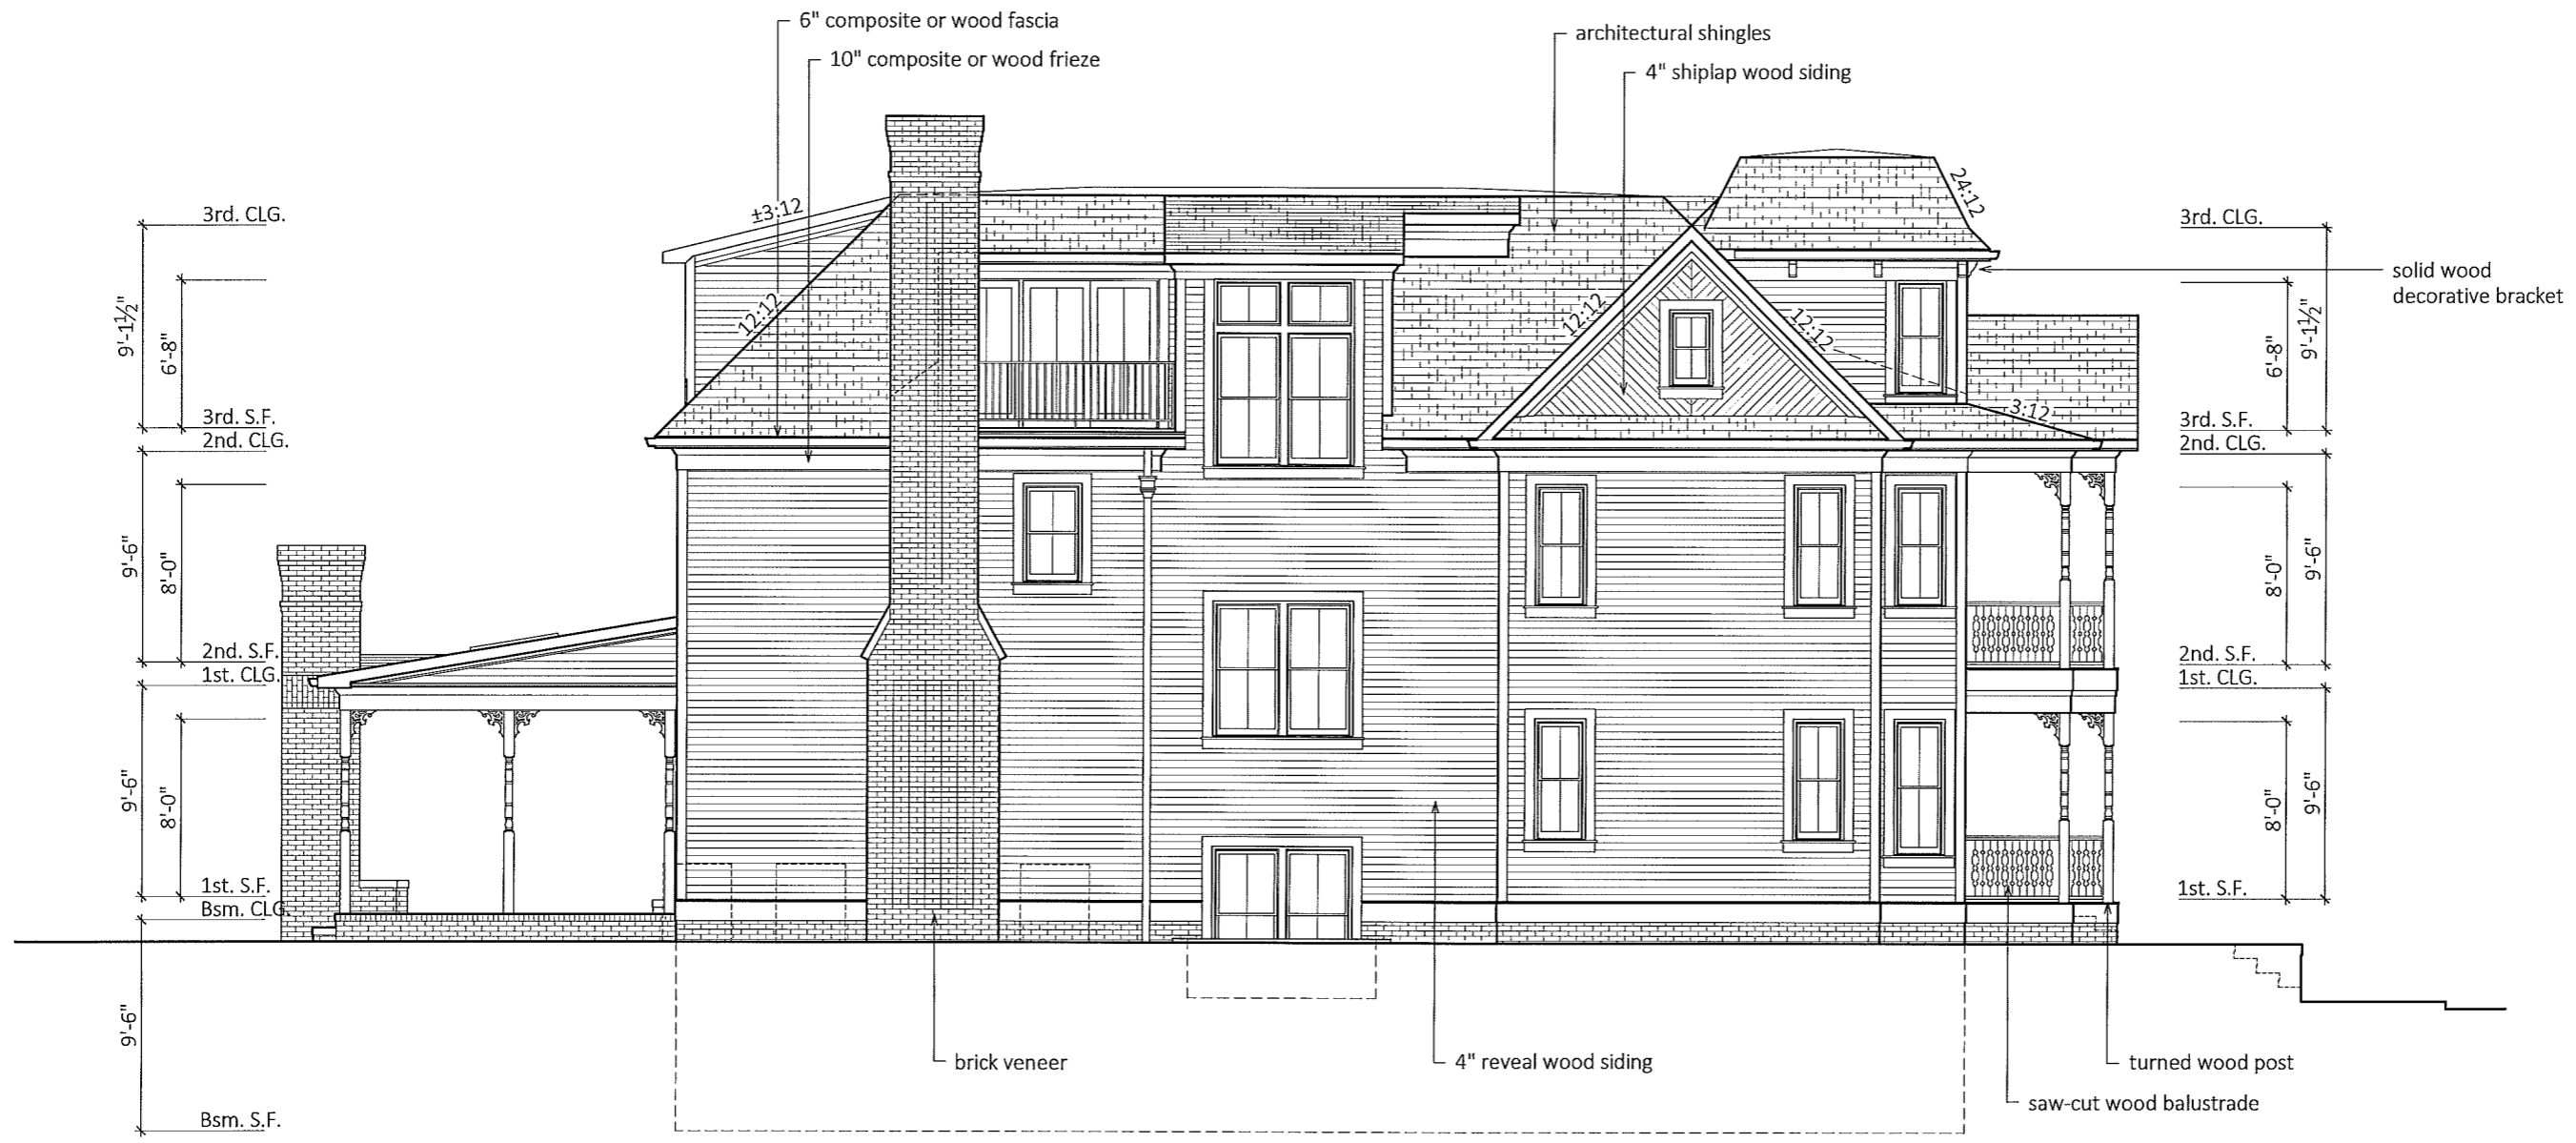 6" composite or wood fascia
10" composite or wood frieze
architectural shingles
4" shiplap wood siding
solid wood
decorative bracket
±3:12
12:12
12:12
12:12
24:12
3:12
3rd. CLG.
9'-1½"
6'-8"
3rd. S.F.
2nd. CLG.
9'-6"
8'-0"
2nd. S.F.
1st. CLG.
9'-6"
8'-0"
1st. S.F.
Bsm. CLG.
9'-6"
Bsm. S.F.
3rd. CLG.
6'-8"
9'-1½"
3rd. S.F.
2nd. CLG.
8'-0"
9'-6"
2nd. S.F.
1st. CLG.
8'-0"
9'-6"
1st. S.F.
brick veneer
4" reveal wood siding
turned wood post
saw-cut wood balustrade